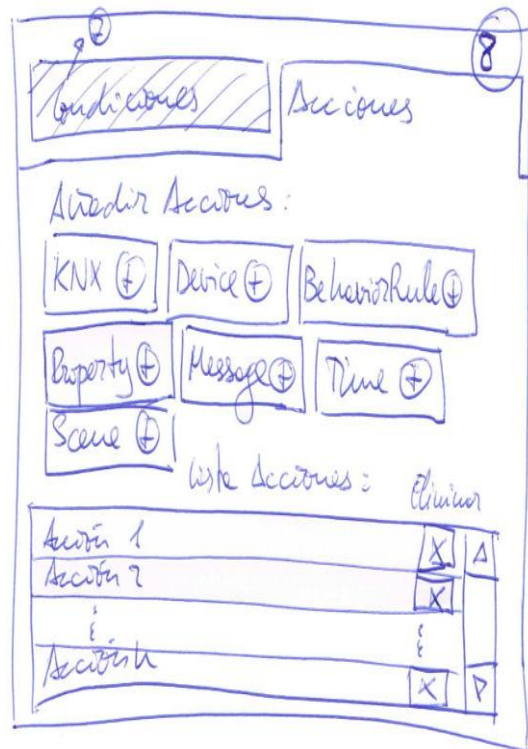 7
8
Condiciones Acciones
Añadir Acciones:
KNX + Device + BehaviorRule +
Property + Message + Time +
Scene +
Lista Acciones: Eliminar
Acción 1 X
Acción 2 X
Acción n X